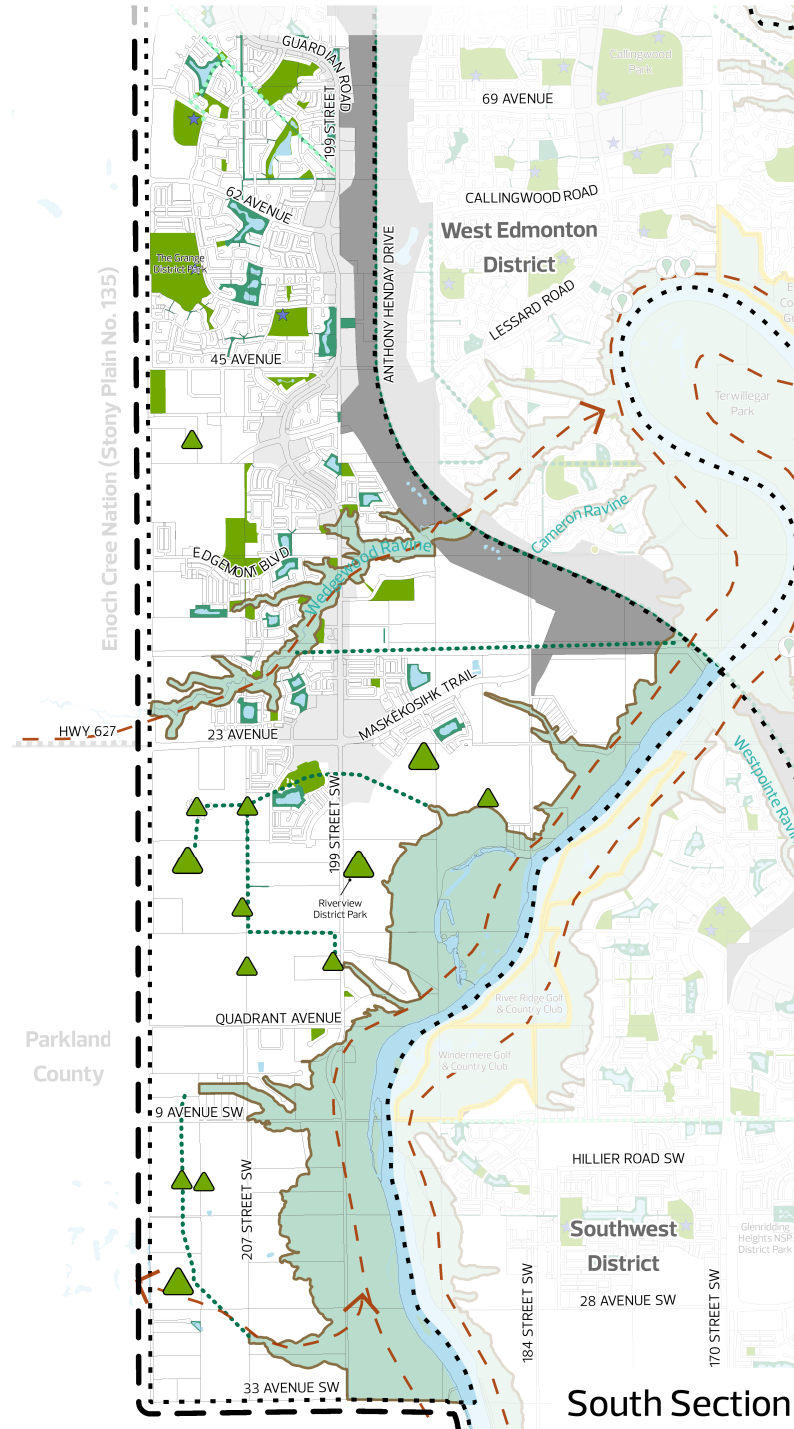 GUARDIAN ROAD
199 STREET
Callingwood
Park
69 AVENUE
62 AVENUE
CALLINGWOOD ROAD
West Edmonton
District
The Grange
District Park
ANTHONY HENDAY DRIVE
LESSARD ROAD
45 AVENUE
Enoch Cree Nation (Stony Plain No. 135)
Terwillegar
Park
Cameron Ravine
Wedgewood Ravine
EDGEMONT BLVD
HWY 627
23 AVENUE
MASKEKOSIHK TRAIL
Westpointe Ravin
199 STREET SW
Riverview
District Park
River Ridge Golf
& Country Club
QUADRANT AVENUE
Parkland
County
Windermere Golf
& Country Club
9 AVENUE SW
HILLIER ROAD SW
207 STREET SW
Southwest
District
Glenridding
Heights NSP
District Park
184 STREET SW
28 AVENUE SW
170 STREET SW
33 AVENUE SW
South Section